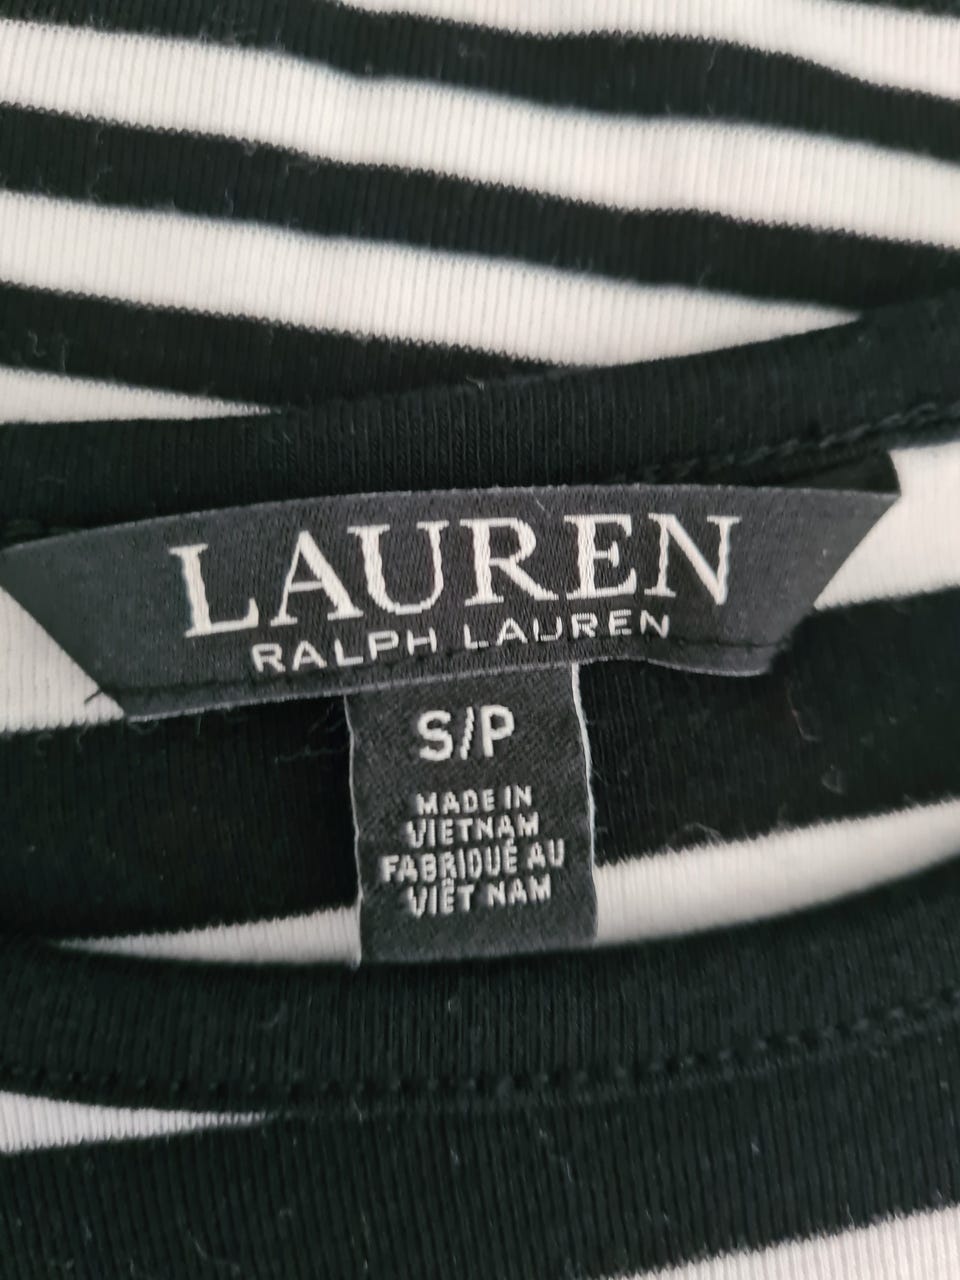 LAUREN
RALPH LAUREN
S/P
MADE IN
VIETNAM
FABRIQUÉ AU
VIÊT NAM